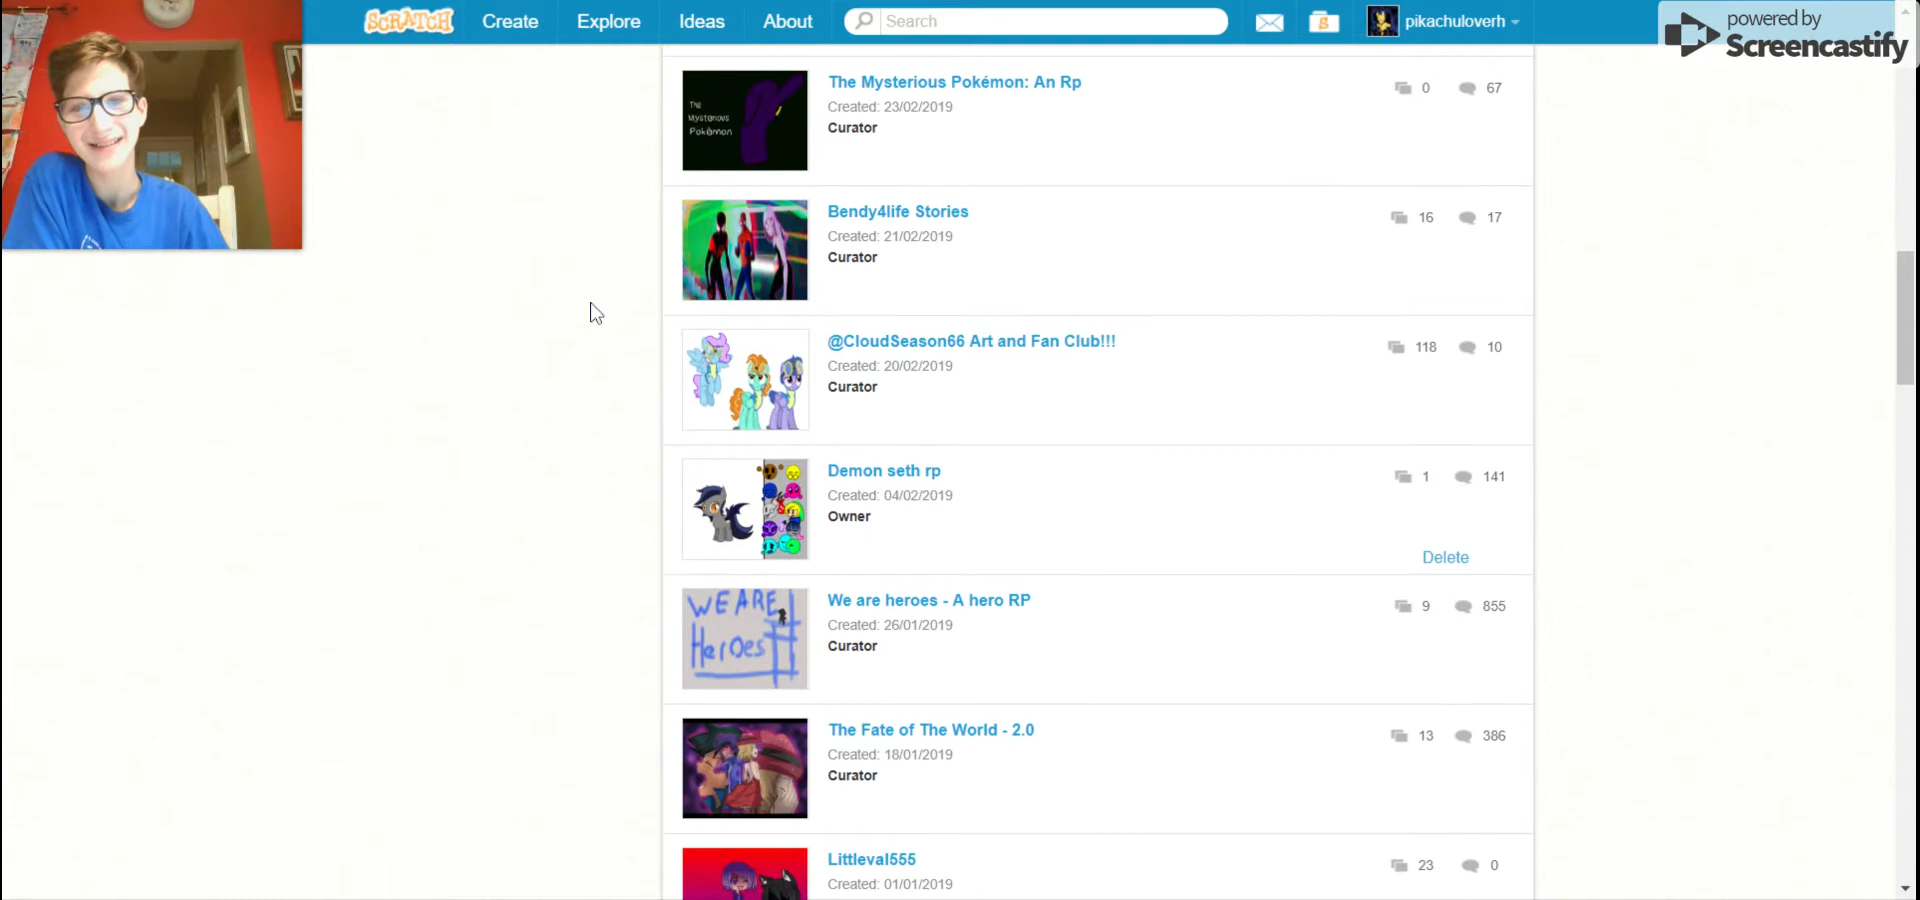 SCRATCH Create Explore Ideas About Search pikachuloverh
powered by
Screencastify
The Mysterious Pokémon: An Rp
Created: 23/02/2019
Curator
0 67
The
Mysterious
Pokémon
Bendy4life Stories
Created: 21/02/2019
Curator
16 17
@CloudSeason66 Art and Fan Club!!!
Created: 20/02/2019
Curator
118 10
Demon seth rp
Created: 04/02/2019
Owner
1 141
Delete
We are heroes - A hero RP
Created: 26/01/2019
Curator
9 855
WE ARE
Heroes
The Fate of The World - 2.0
Created: 18/01/2019
Curator
13 386
Littleval555
Created: 01/01/2019
23 0